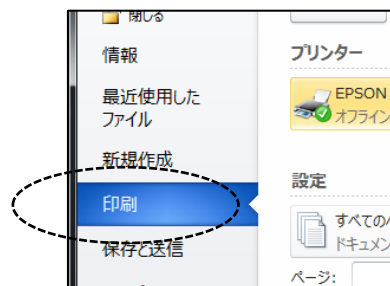 閉じる
情報
最近使用した
ファイル
新規作成
印刷
保存と送信
プリンター
EPSON
オフライン
設定
すべての
ドキュメン
ページ: